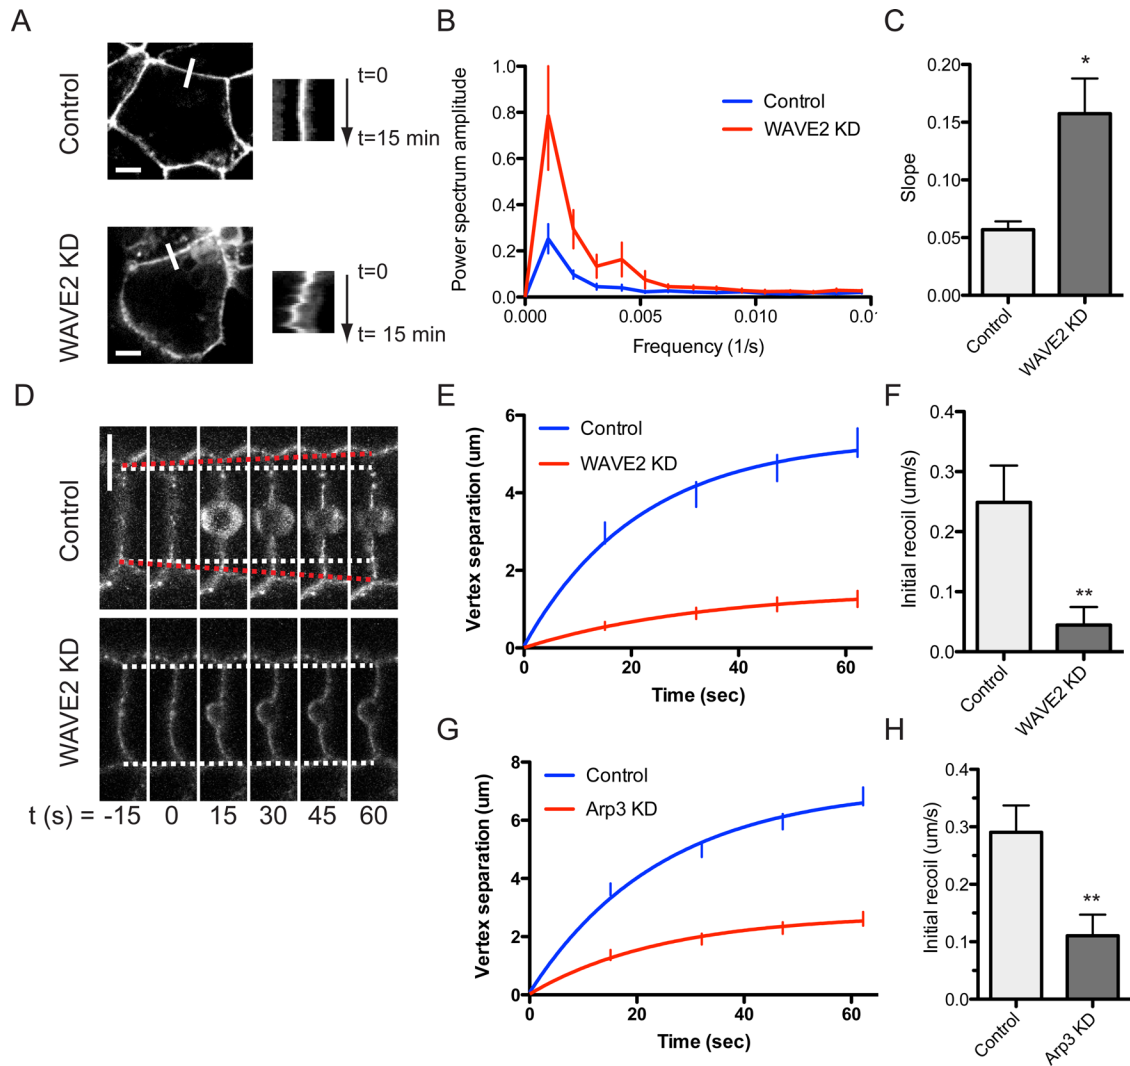 A
Control
t=0
t=15 min
WAVE2 KD
t=0
t= 15 min
B
Power spectrum amplitude
1.0
0.8
0.6
0.4
0.2
0.0
0.000
0.005
0.010
0.01
Frequency (1/s)
Control
WAVE2 KD
C
Slope
0.20
0.15
0.10
0.05
0.00
*
Control
WAVE2 KD
D
Control
WAVE2 KD
t (s) = -15 0 15 30 45 60
E
Vertex separation (um)
6
4
2
0
0 20 40 60
Time (sec)
Control
WAVE2 KD
F
Initial recoil (um/s)
0.4
0.3
0.2
0.1
0.0
**
Control
WAVE2 KD
G
Vertex separation (um)
8
6
4
2
0
0 20 40 60
Time (sec)
Control
Arp3 KD
H
Initial recoil (um/s)
0.4
0.3
0.2
0.1
0.0
**
Control
Arp3 KD